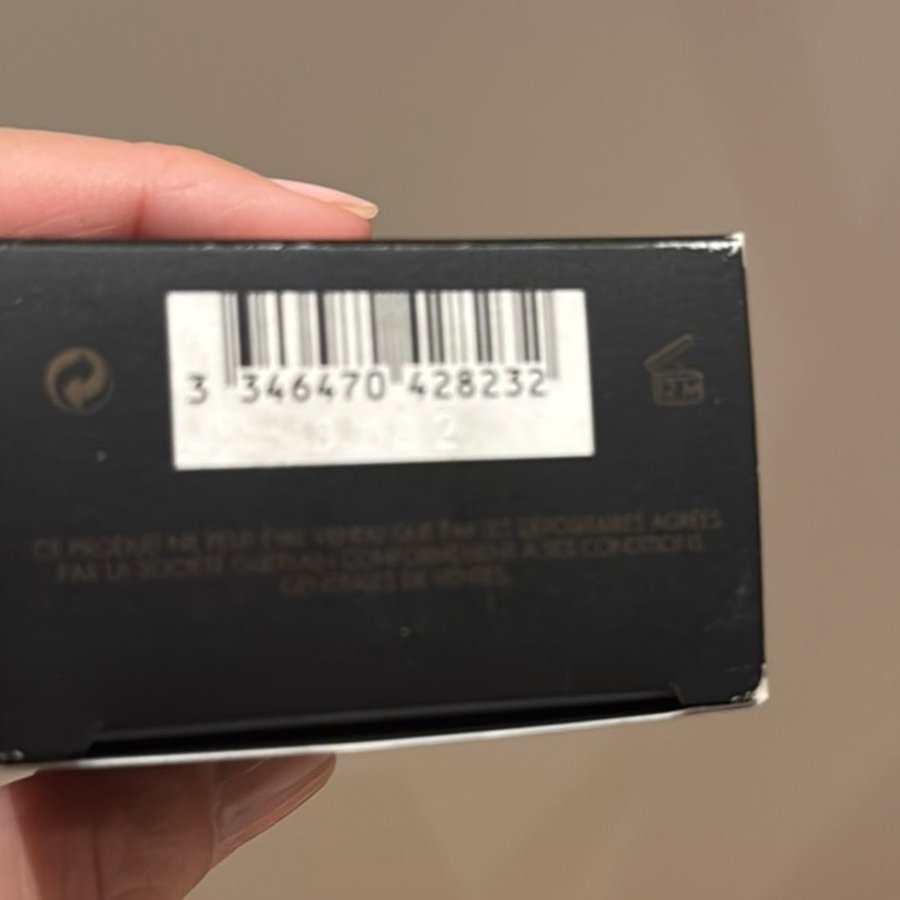 3 346470 428232
CE PRODUIT NE PEUT ÊTRE VENDU QUE PAR LES DÉPOSITAIRES AGRÉÉS
PAR LA SOCIÉTÉ GUERLAIN, CONFORMÉMENT A SES CONDITIONS
GÉNÉRALES DE VENTES.